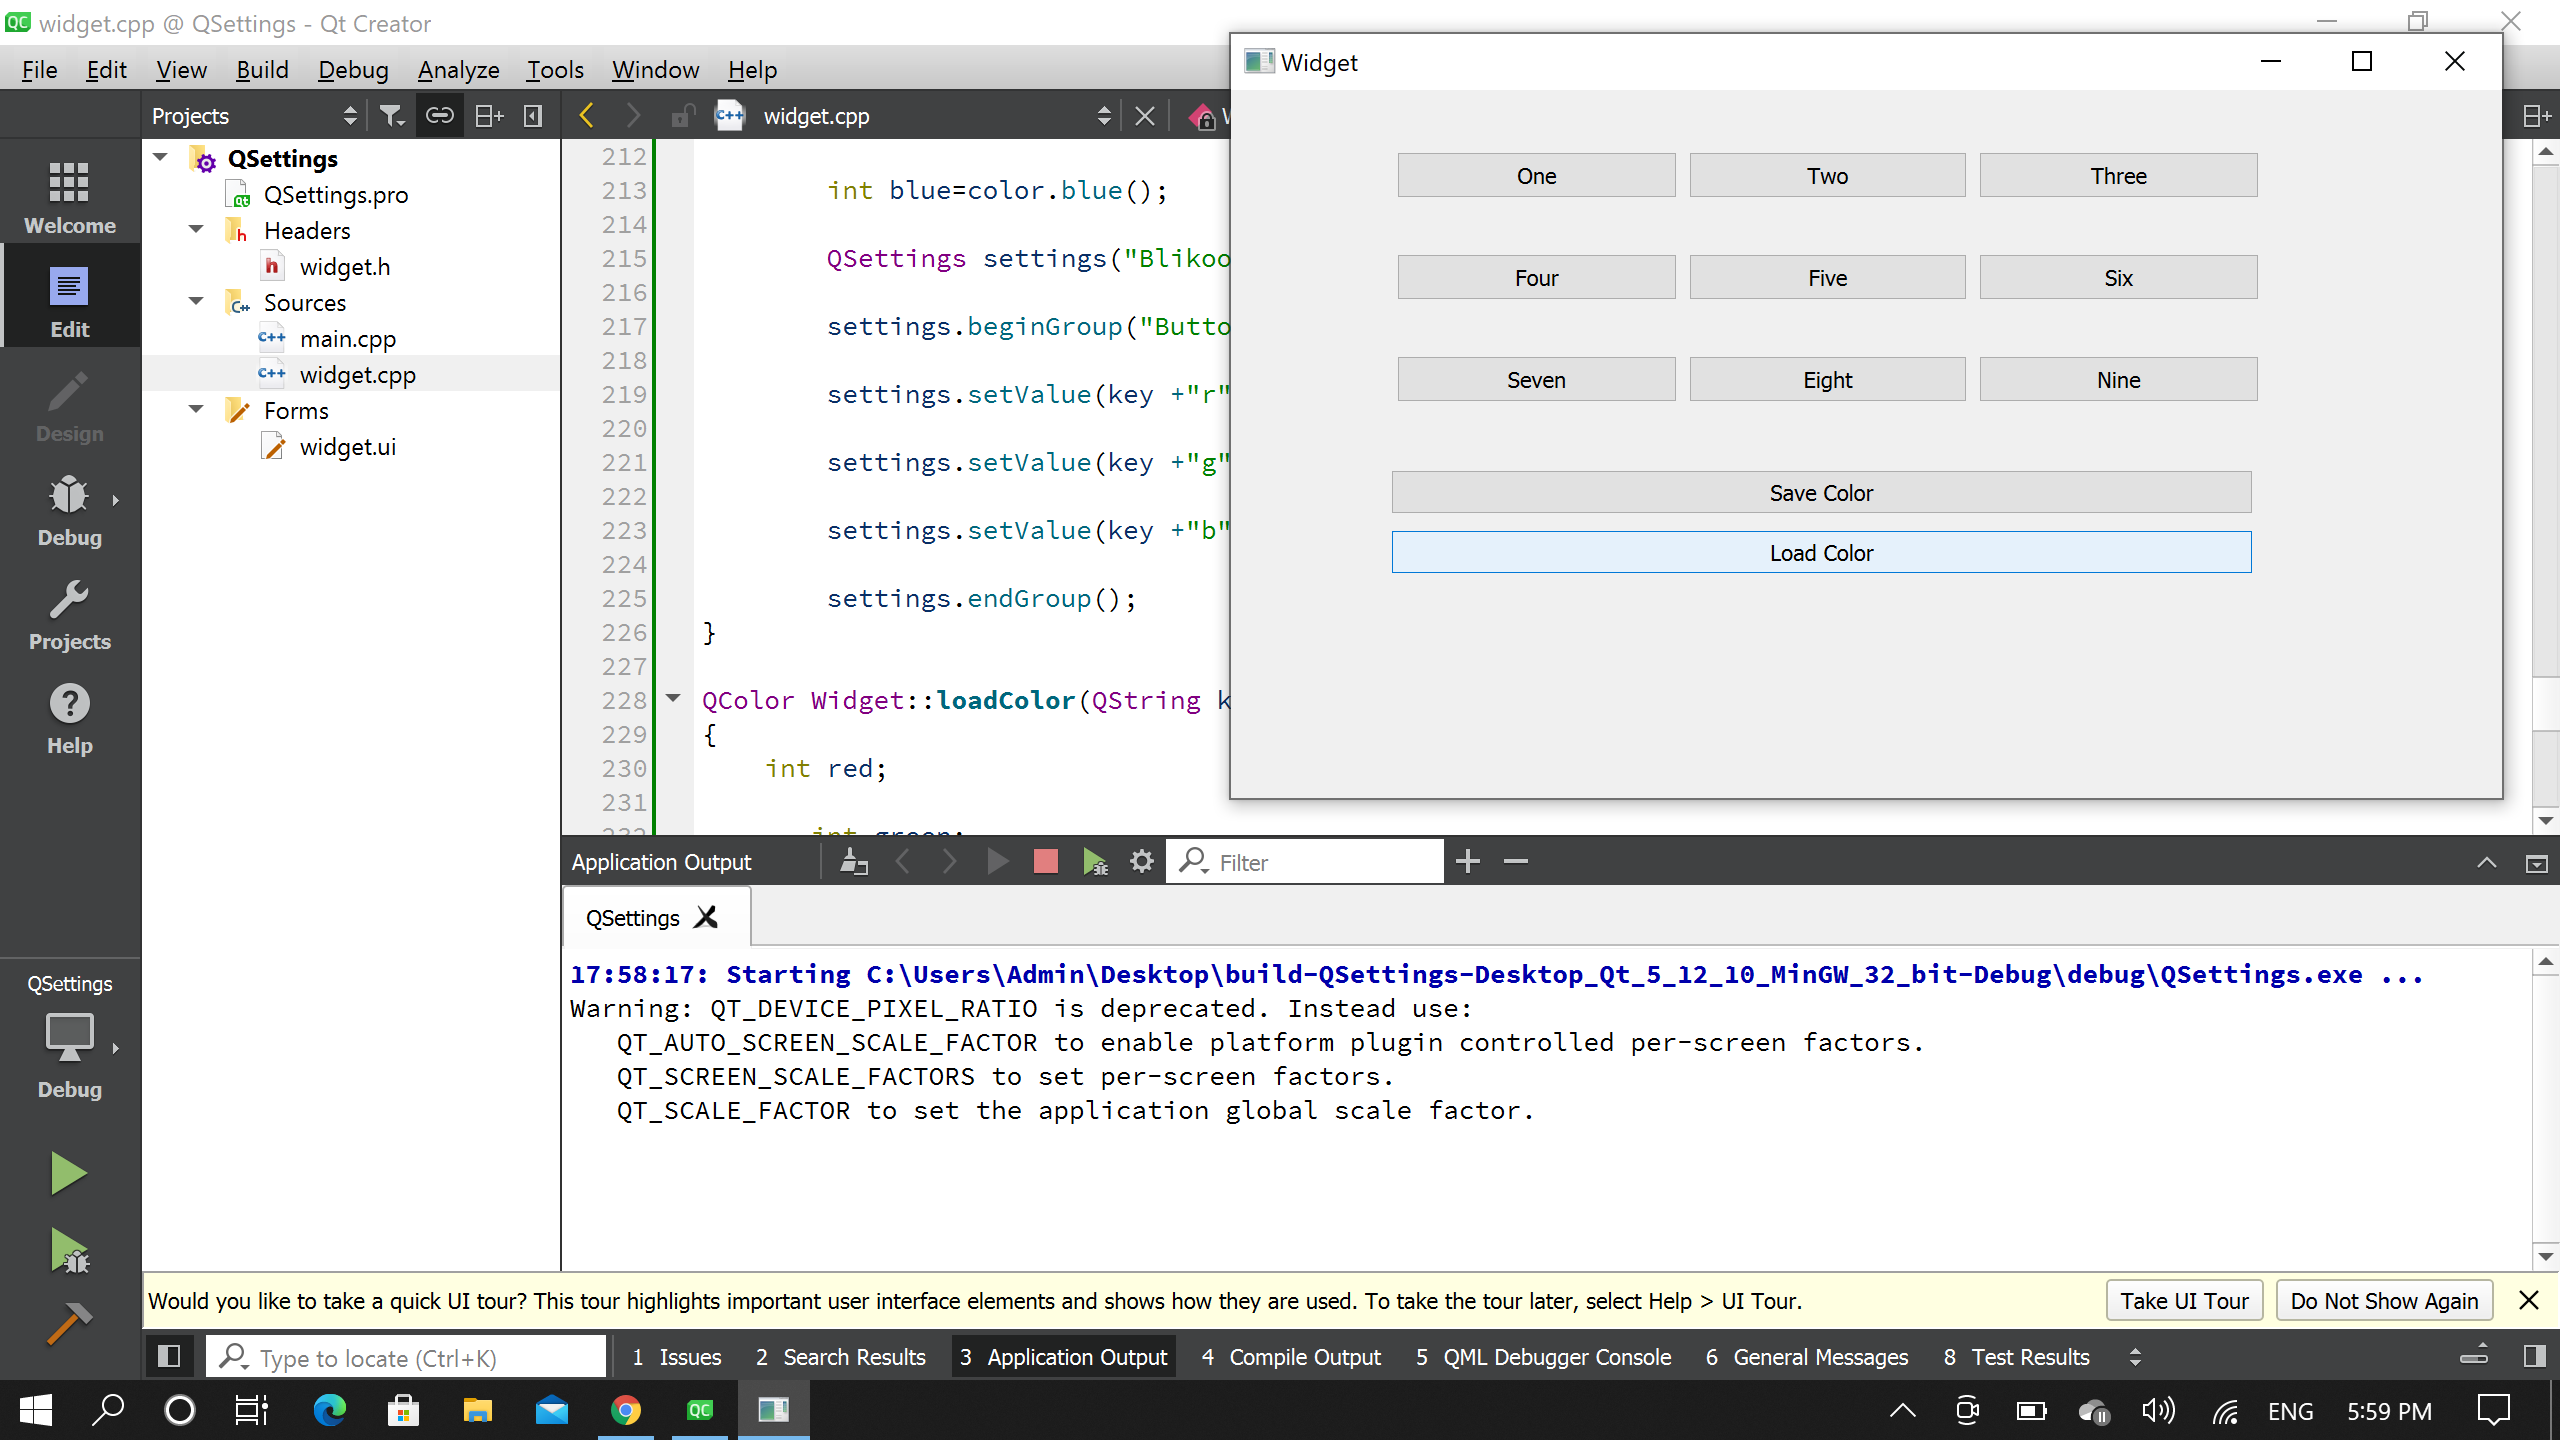 widget.cpp @ QSettings - Qt Creator
File Edit View Build Debug Analyze Tools Window Help
Projects
widget.cpp
Welcome
Edit
Design
Debug
Projects
Help
QSettings
Debug
QSettings
QSettings.pro
Headers
widget.h
Sources
main.cpp
widget.cpp
Forms
widget.ui
212
213 int blue=color.blue();
214
215 QSettings settings("Blikoo
216
217 settings.beginGroup("Butto
218
219 settings.setValue(key +"r"
220
221 settings.setValue(key +"g"
222
223 settings.setValue(key +"b"
224
225 settings.endGroup();
226 }
227
228 QColor Widget::loadColor(QString k
229 {
230 int red;
231
232 int green;
Widget
One Two Three
Four Five Six
Seven Eight Nine
Save Color
Load Color
Application Output
Filter
QSettings
17:58:17: Starting C:\Users\Admin\Desktop\build-QSettings-Desktop_Qt_5_12_10_MinGW_32_bit-Debug\debug\QSettings.exe ...
Warning: QT_DEVICE_PIXEL_RATIO is deprecated. Instead use:
QT_AUTO_SCREEN_SCALE_FACTOR to enable platform plugin controlled per-screen factors.
QT_SCREEN_SCALE_FACTORS to set per-screen factors.
QT_SCALE_FACTOR to set the application global scale factor.
Would you like to take a quick UI tour? This tour highlights important user interface elements and shows how they are used. To take the tour later, select Help > UI Tour.
Take UI Tour
Do Not Show Again
Type to locate (Ctrl+K)
1 Issues 2 Search Results 3 Application Output 4 Compile Output 5 QML Debugger Console 6 General Messages 8 Test Results
ENG 5:59 PM